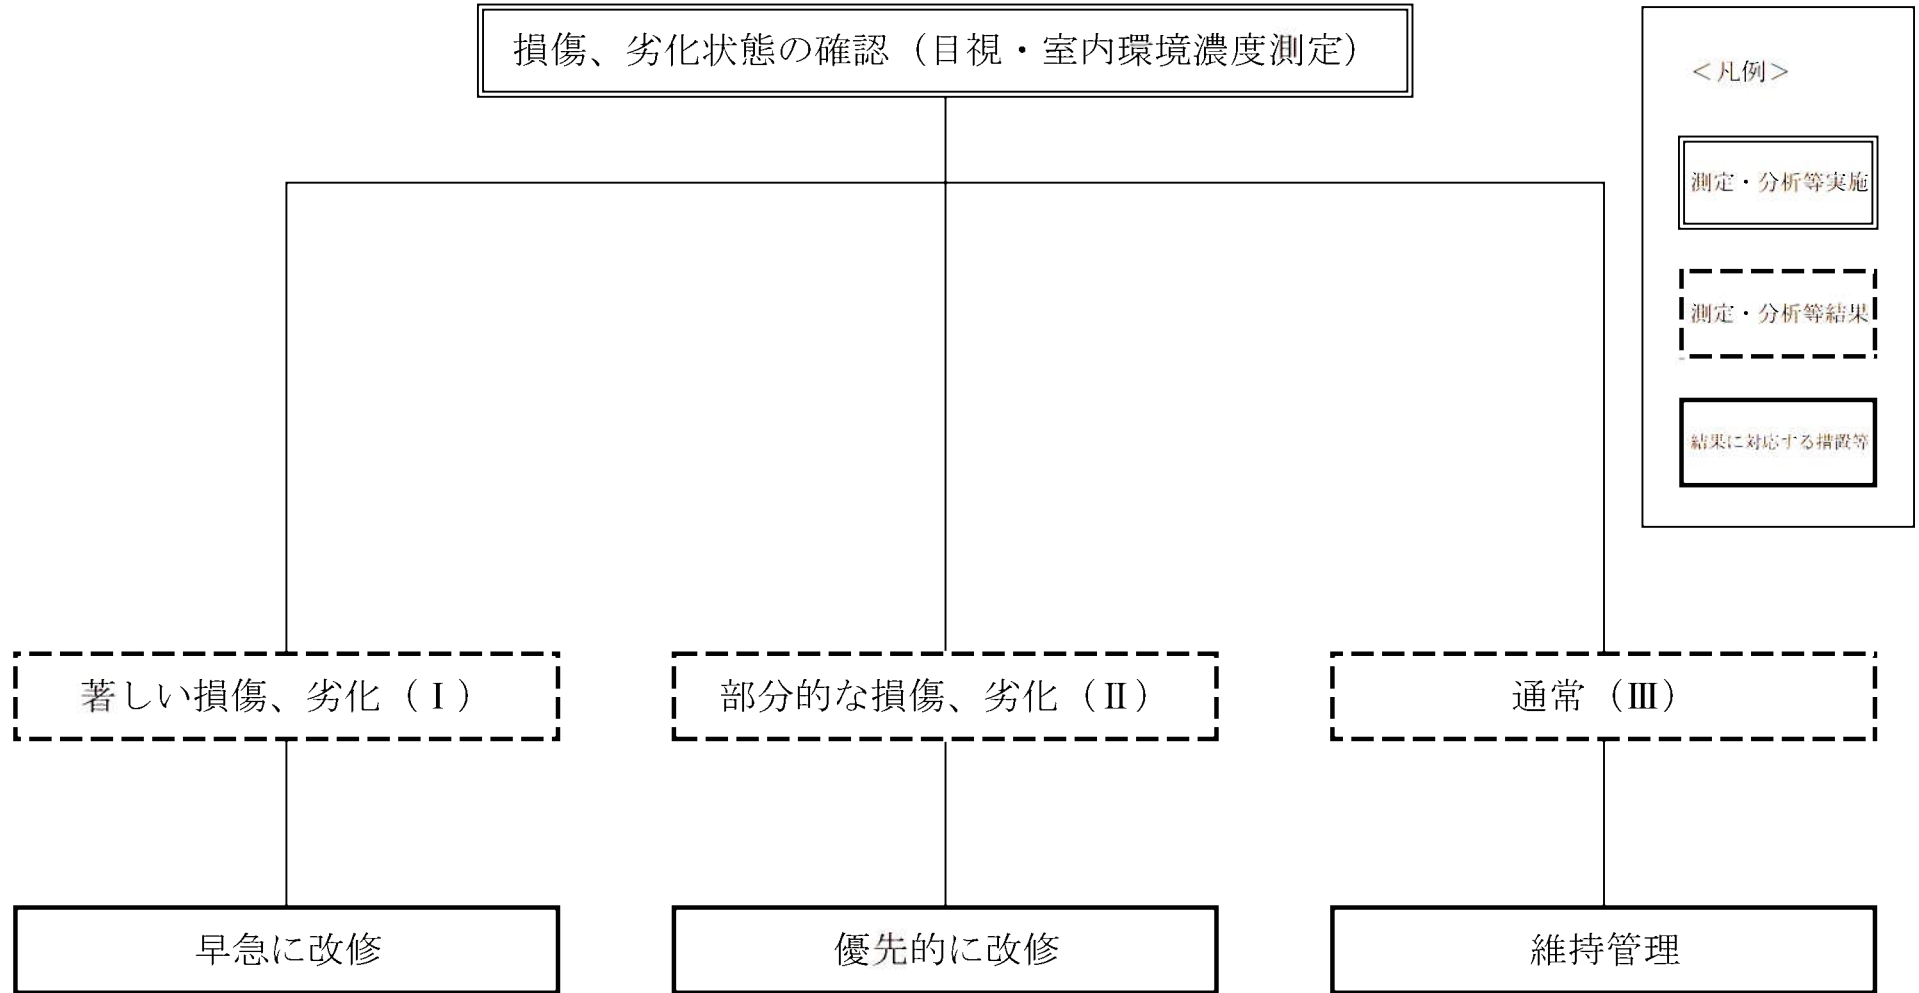 損傷、劣化状態の確認（目視・室内環境濃度測定）
＜凡例＞
測定・分析等実施
測定・分析等結果
結果に対応する措置等
著しい損傷、劣化（Ⅰ）
部分的な損傷、劣化（Ⅱ）
通常（Ⅲ）
早急に改修
優先的に改修
維持管理